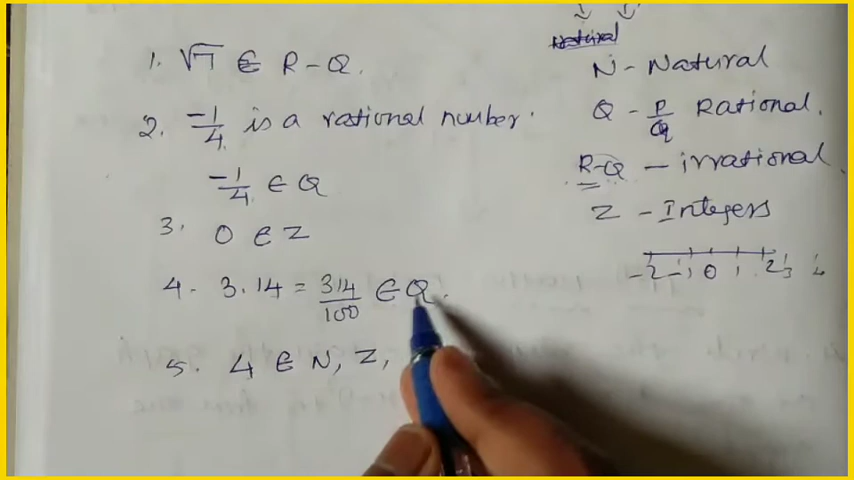 1. √7 ∈ R-Q.
2. -1/4 is a rational number.
-1/4 ∈ Q
3. 0 ∈ Z
4. 3.14 = 314/100 ∈ Q.
5. 4 ∈ N, Z,
Natural
N - Natural
Q - P/Q Rational.
R-Q - irrational
Z - Integers
-2 -1 0 1 2 3 4